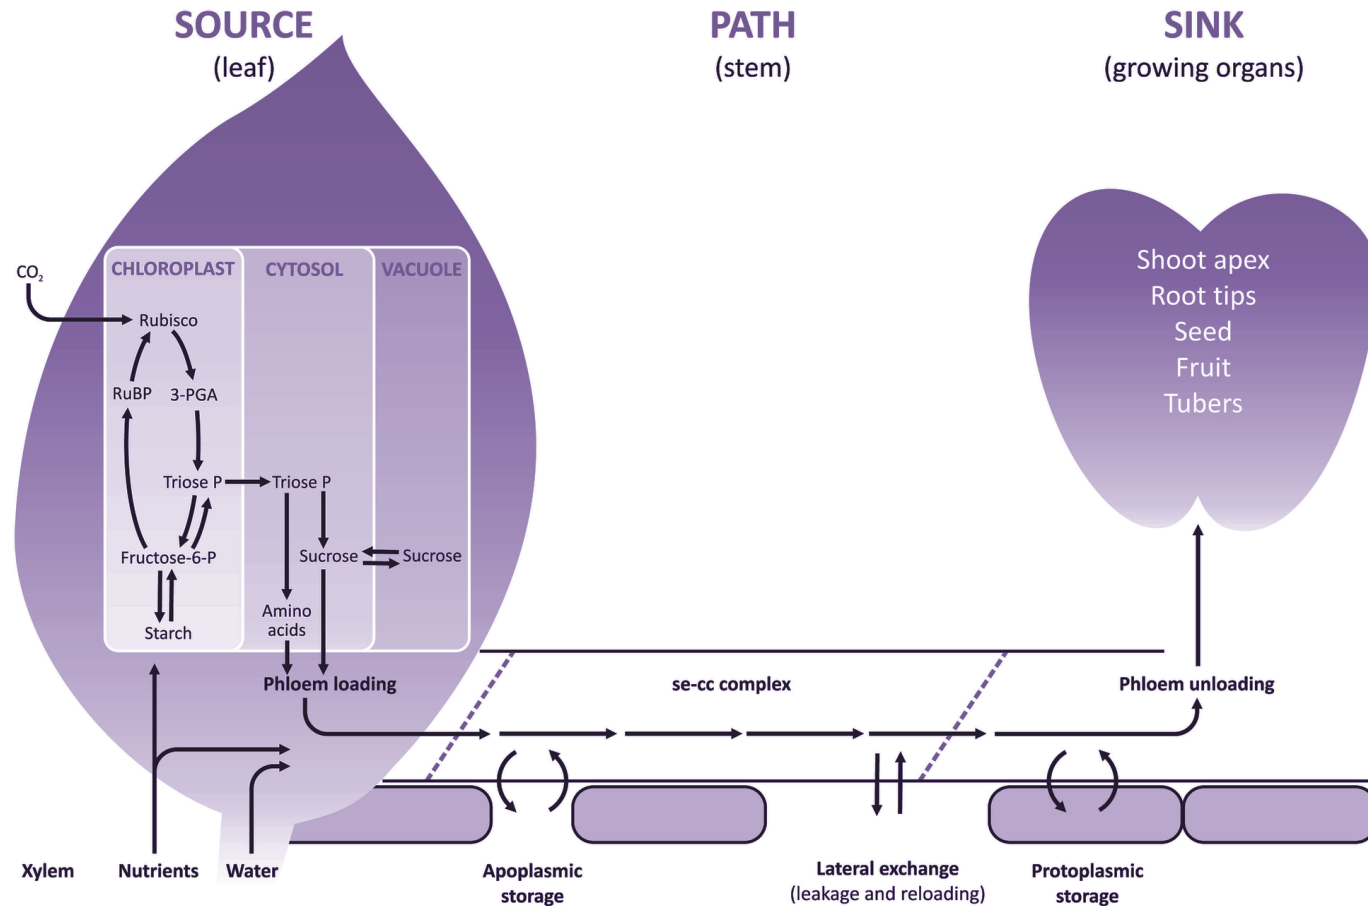 SOURCE
(leaf)
PATH
(stem)
SINK
(growing organs)
CHLOROPLAST
CYTOSOL
VACUOLE
CO₂
Rubisco
RuBP
3-PGA
Triose P
Triose P
Fructose-6-P
Sucrose
Sucrose
Starch
Amino
acids
Shoot apex
Root tips
Seed
Fruit
Tubers
Phloem loading
se-cc complex
Phloem unloading
Xylem
Nutrients
Water
Apoplasmic
storage
Lateral exchange
(leakage and reloading)
Protoplasmic
storage